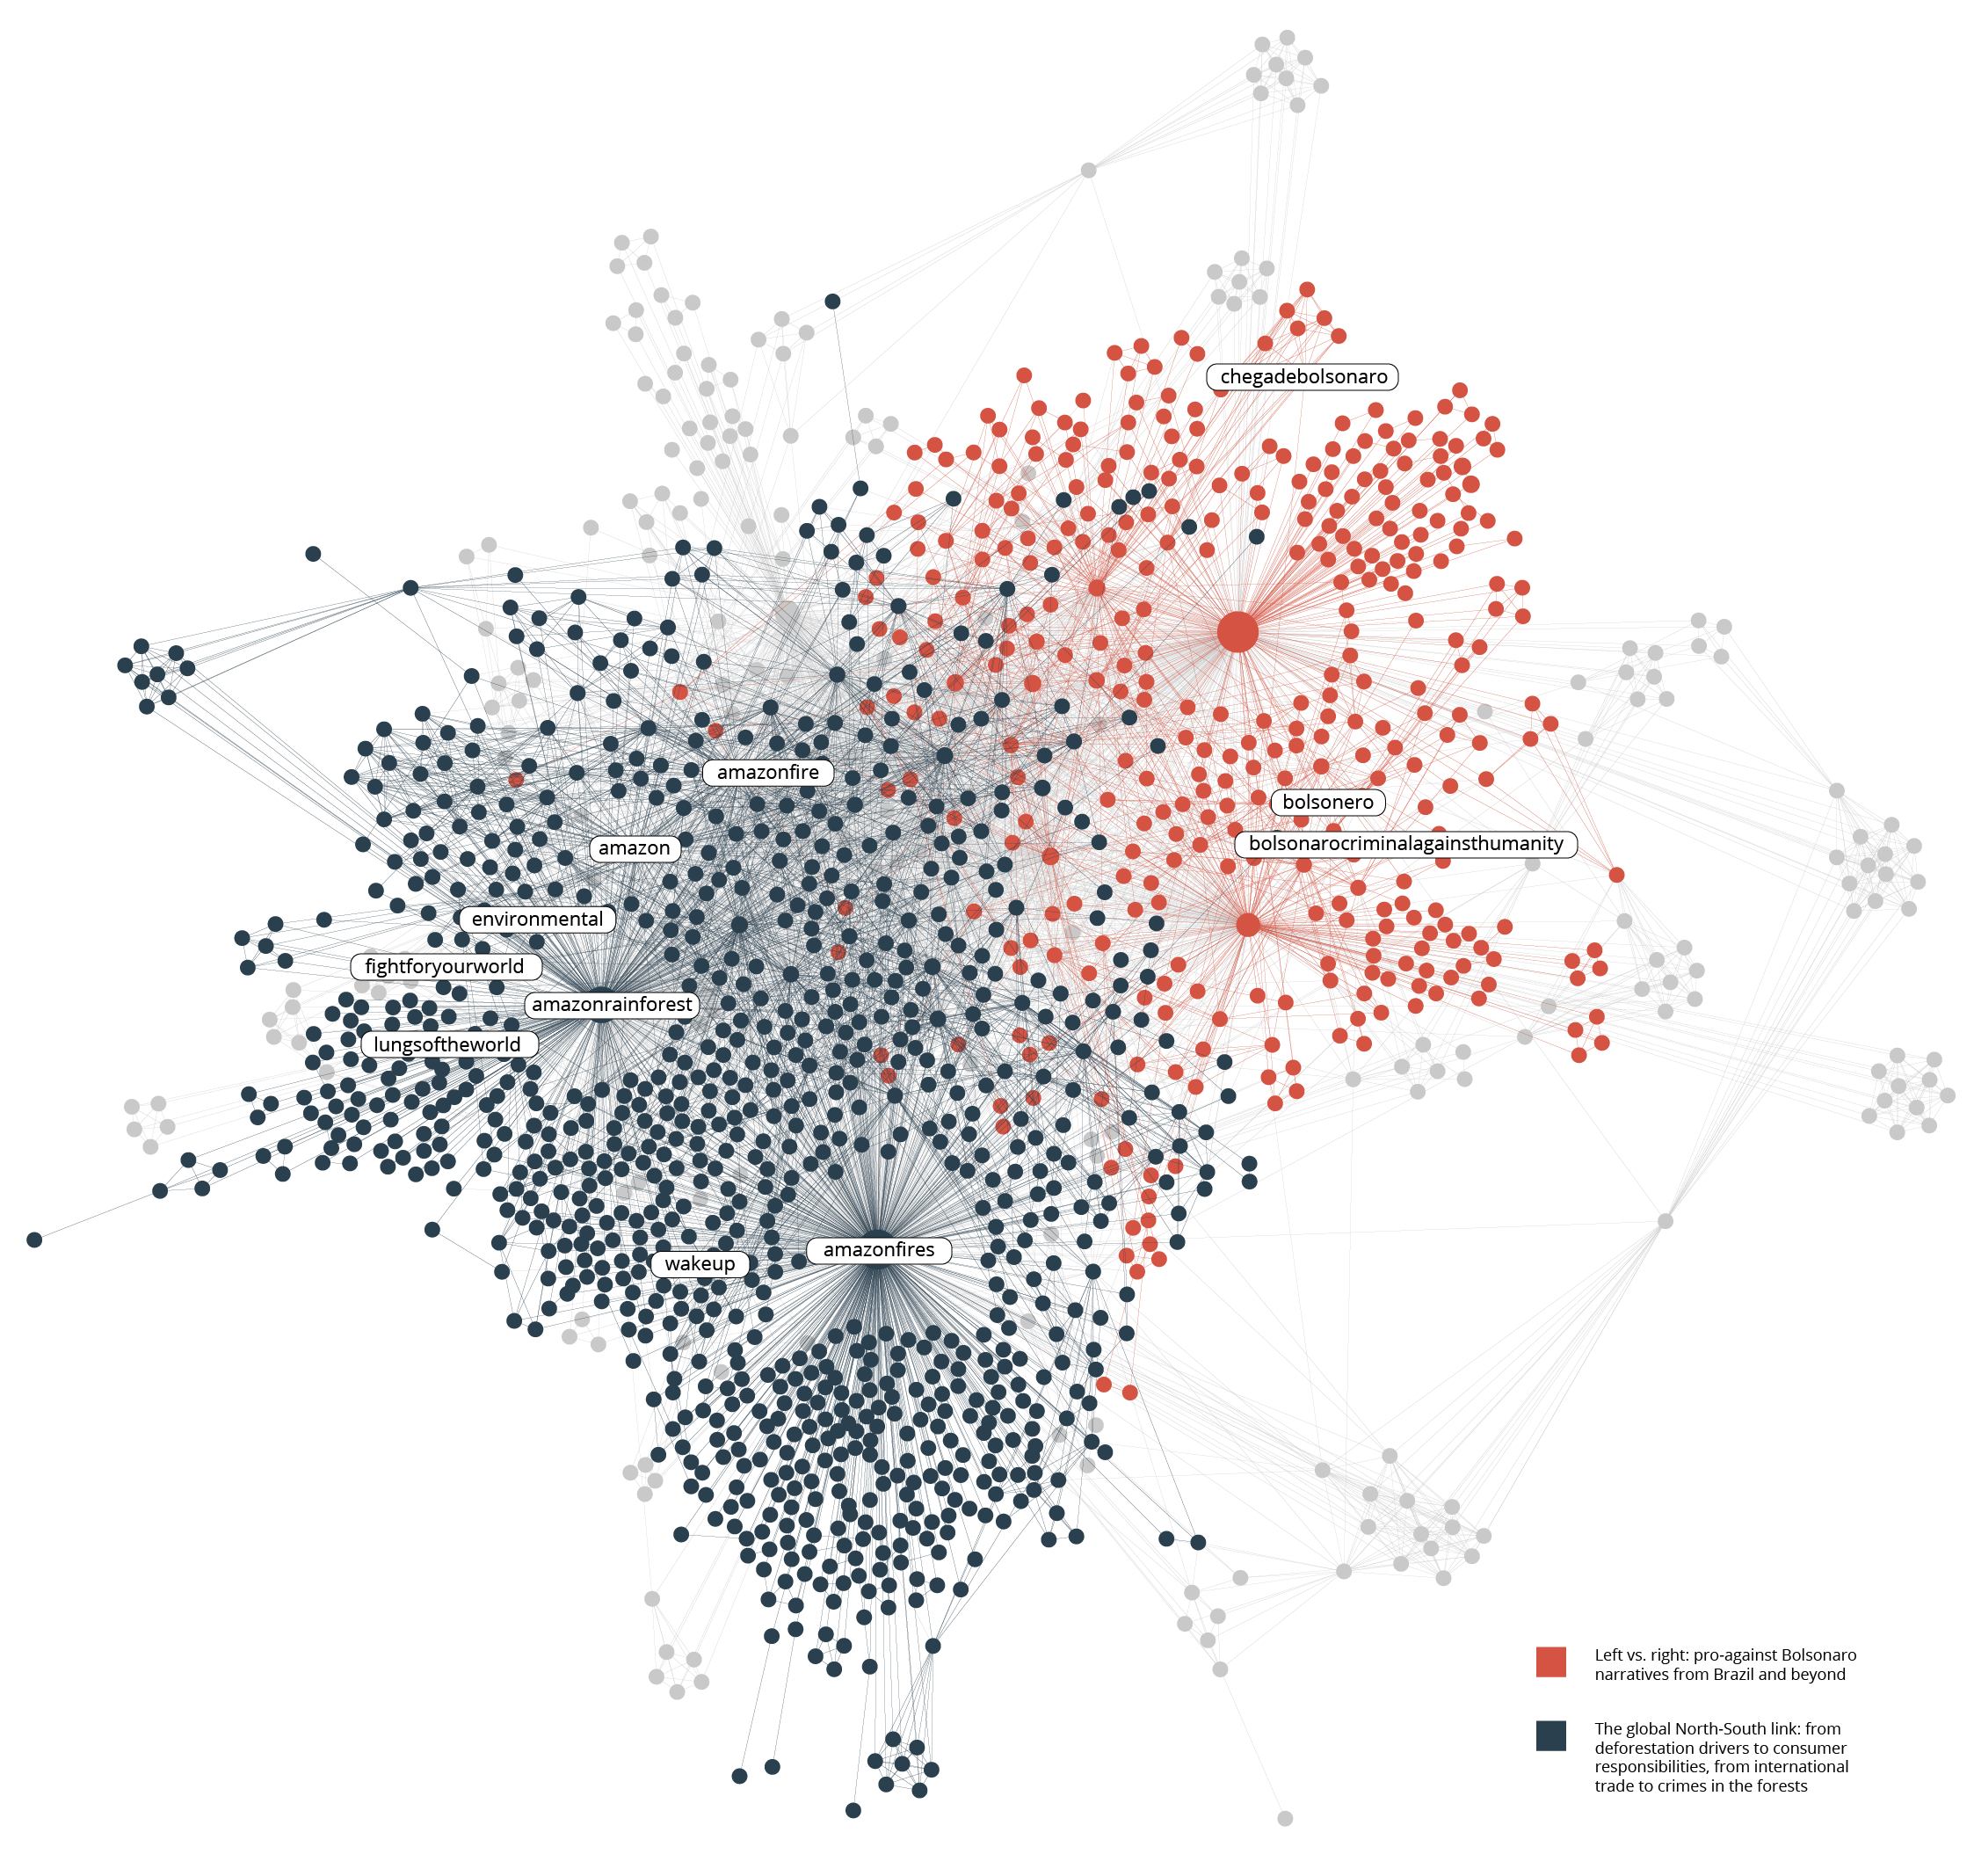 chegadebolsonaro
amazonfire
bolsonero
bolsonarocriminalagainsthumanity
amazon
environmental
fightforyourworld
amazonrainforest
lungsoftheworld
amazonfires
wakeup
Left vs. right: pro-against Bolsonaro
narratives from Brazil and beyond
The global North-South link: from
deforestation drivers to consumer
responsibilities, from international
trade to crimes in the forests